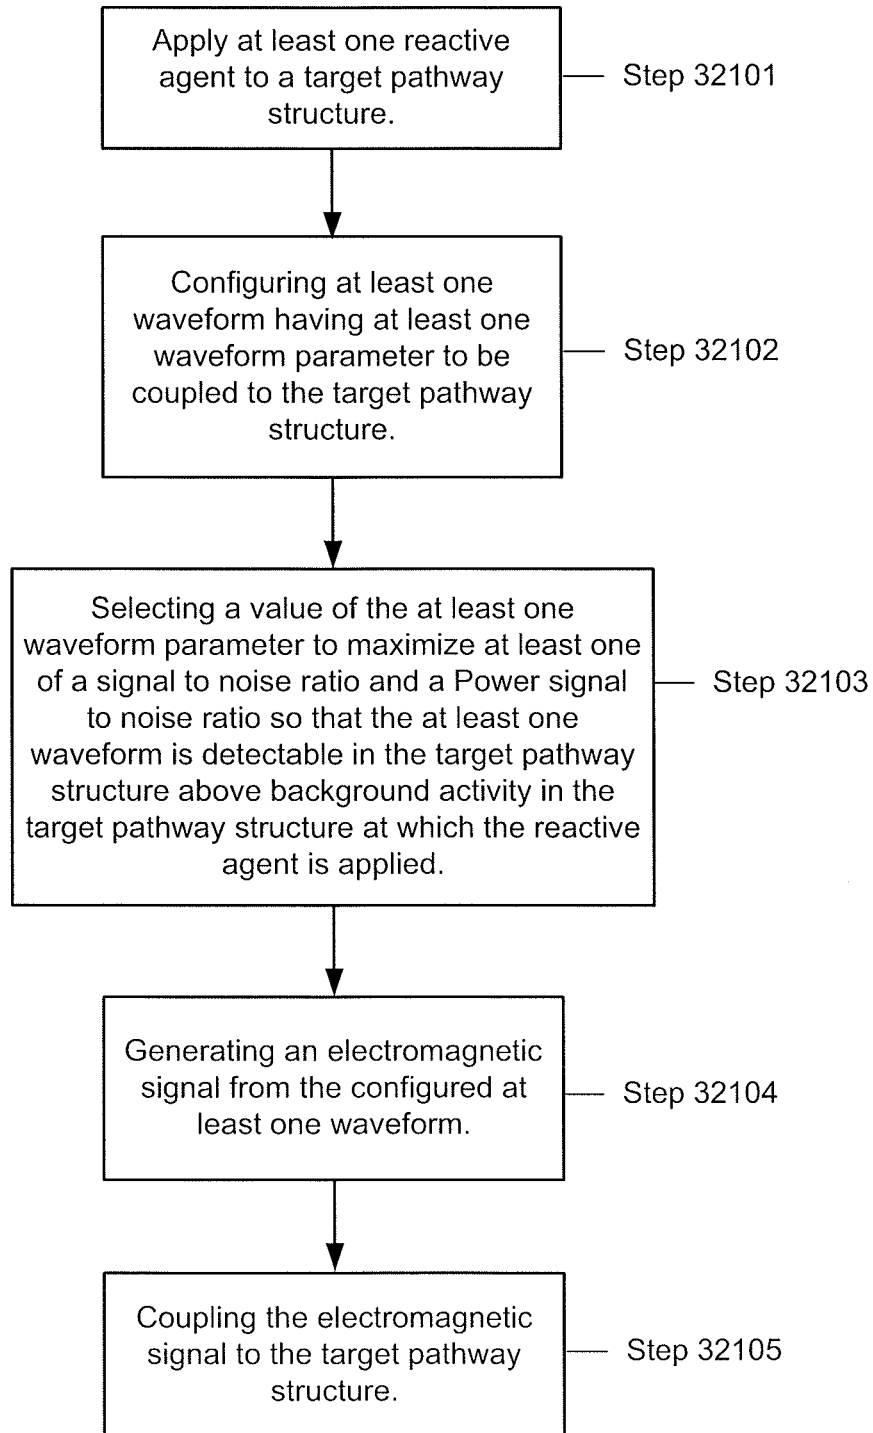 Apply at least one reactive
agent to a target pathway
structure.
Step 32101
Configuring at least one
waveform having at least one
waveform parameter to be
coupled to the target pathway
structure.
Step 32102
Selecting a value of the at least one
waveform parameter to maximize at least one
of a signal to noise ratio and a Power signal
to noise ratio so that the at least one
waveform is detectable in the target pathway
structure above background activity in the
target pathway structure at which the reactive
agent is applied.
Step 32103
Generating an electromagnetic
signal from the configured at
least one waveform.
Step 32104
Coupling the electromagnetic
signal to the target pathway
structure.
Step 32105